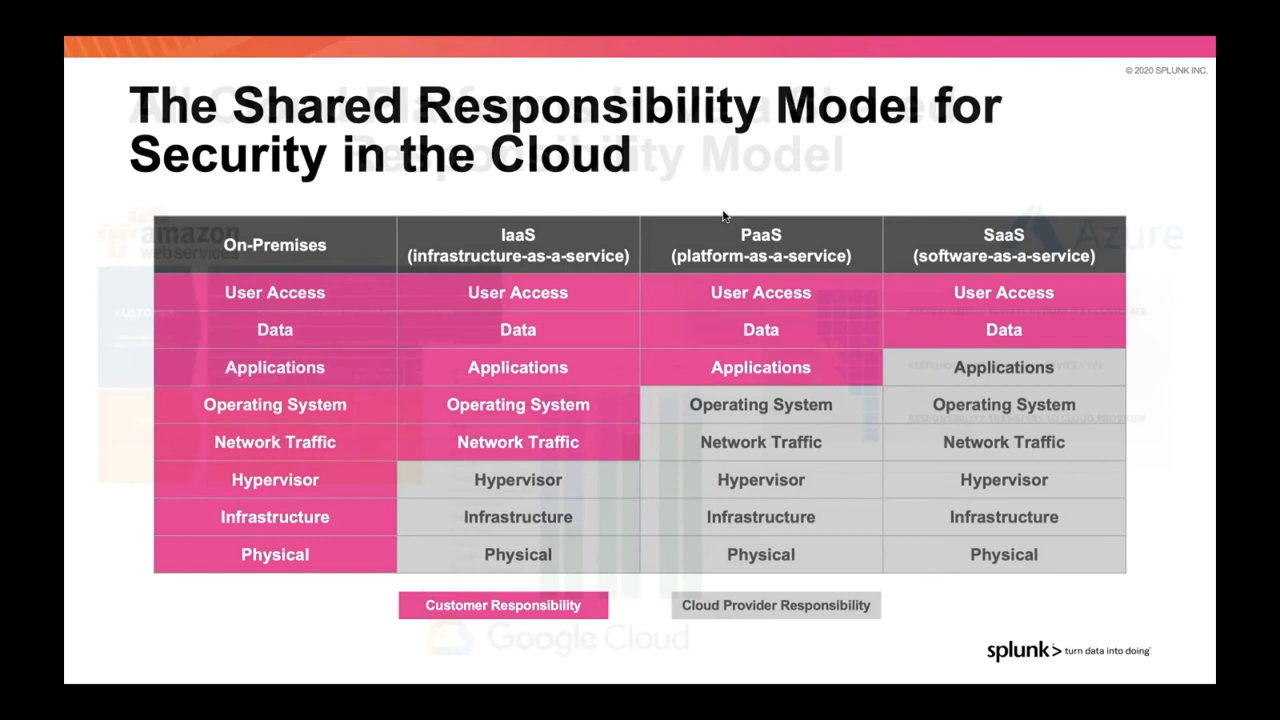 © 2020 SPLUNK INC.
The Shared Responsibility Model for
Security in the Cloud
Responsibility Model
amazon
web services
Azure
On-Premises
IaaS
(infrastructure-as-a-service)
PaaS
(platform-as-a-service)
SaaS
(software-as-a-service)
User Access
User Access
User Access
User Access
Data
Data
Data
Data
Applications
Applications
Applications
Applications
Operating System
Operating System
Operating System
Operating System
Network Traffic
Network Traffic
Network Traffic
Network Traffic
Hypervisor
Hypervisor
Hypervisor
Hypervisor
Infrastructure
Infrastructure
Infrastructure
Infrastructure
Physical
Physical
Physical
Physical
Customer Responsibility
Cloud Provider Responsibility
Google Cloud
splunk> turn data into doing